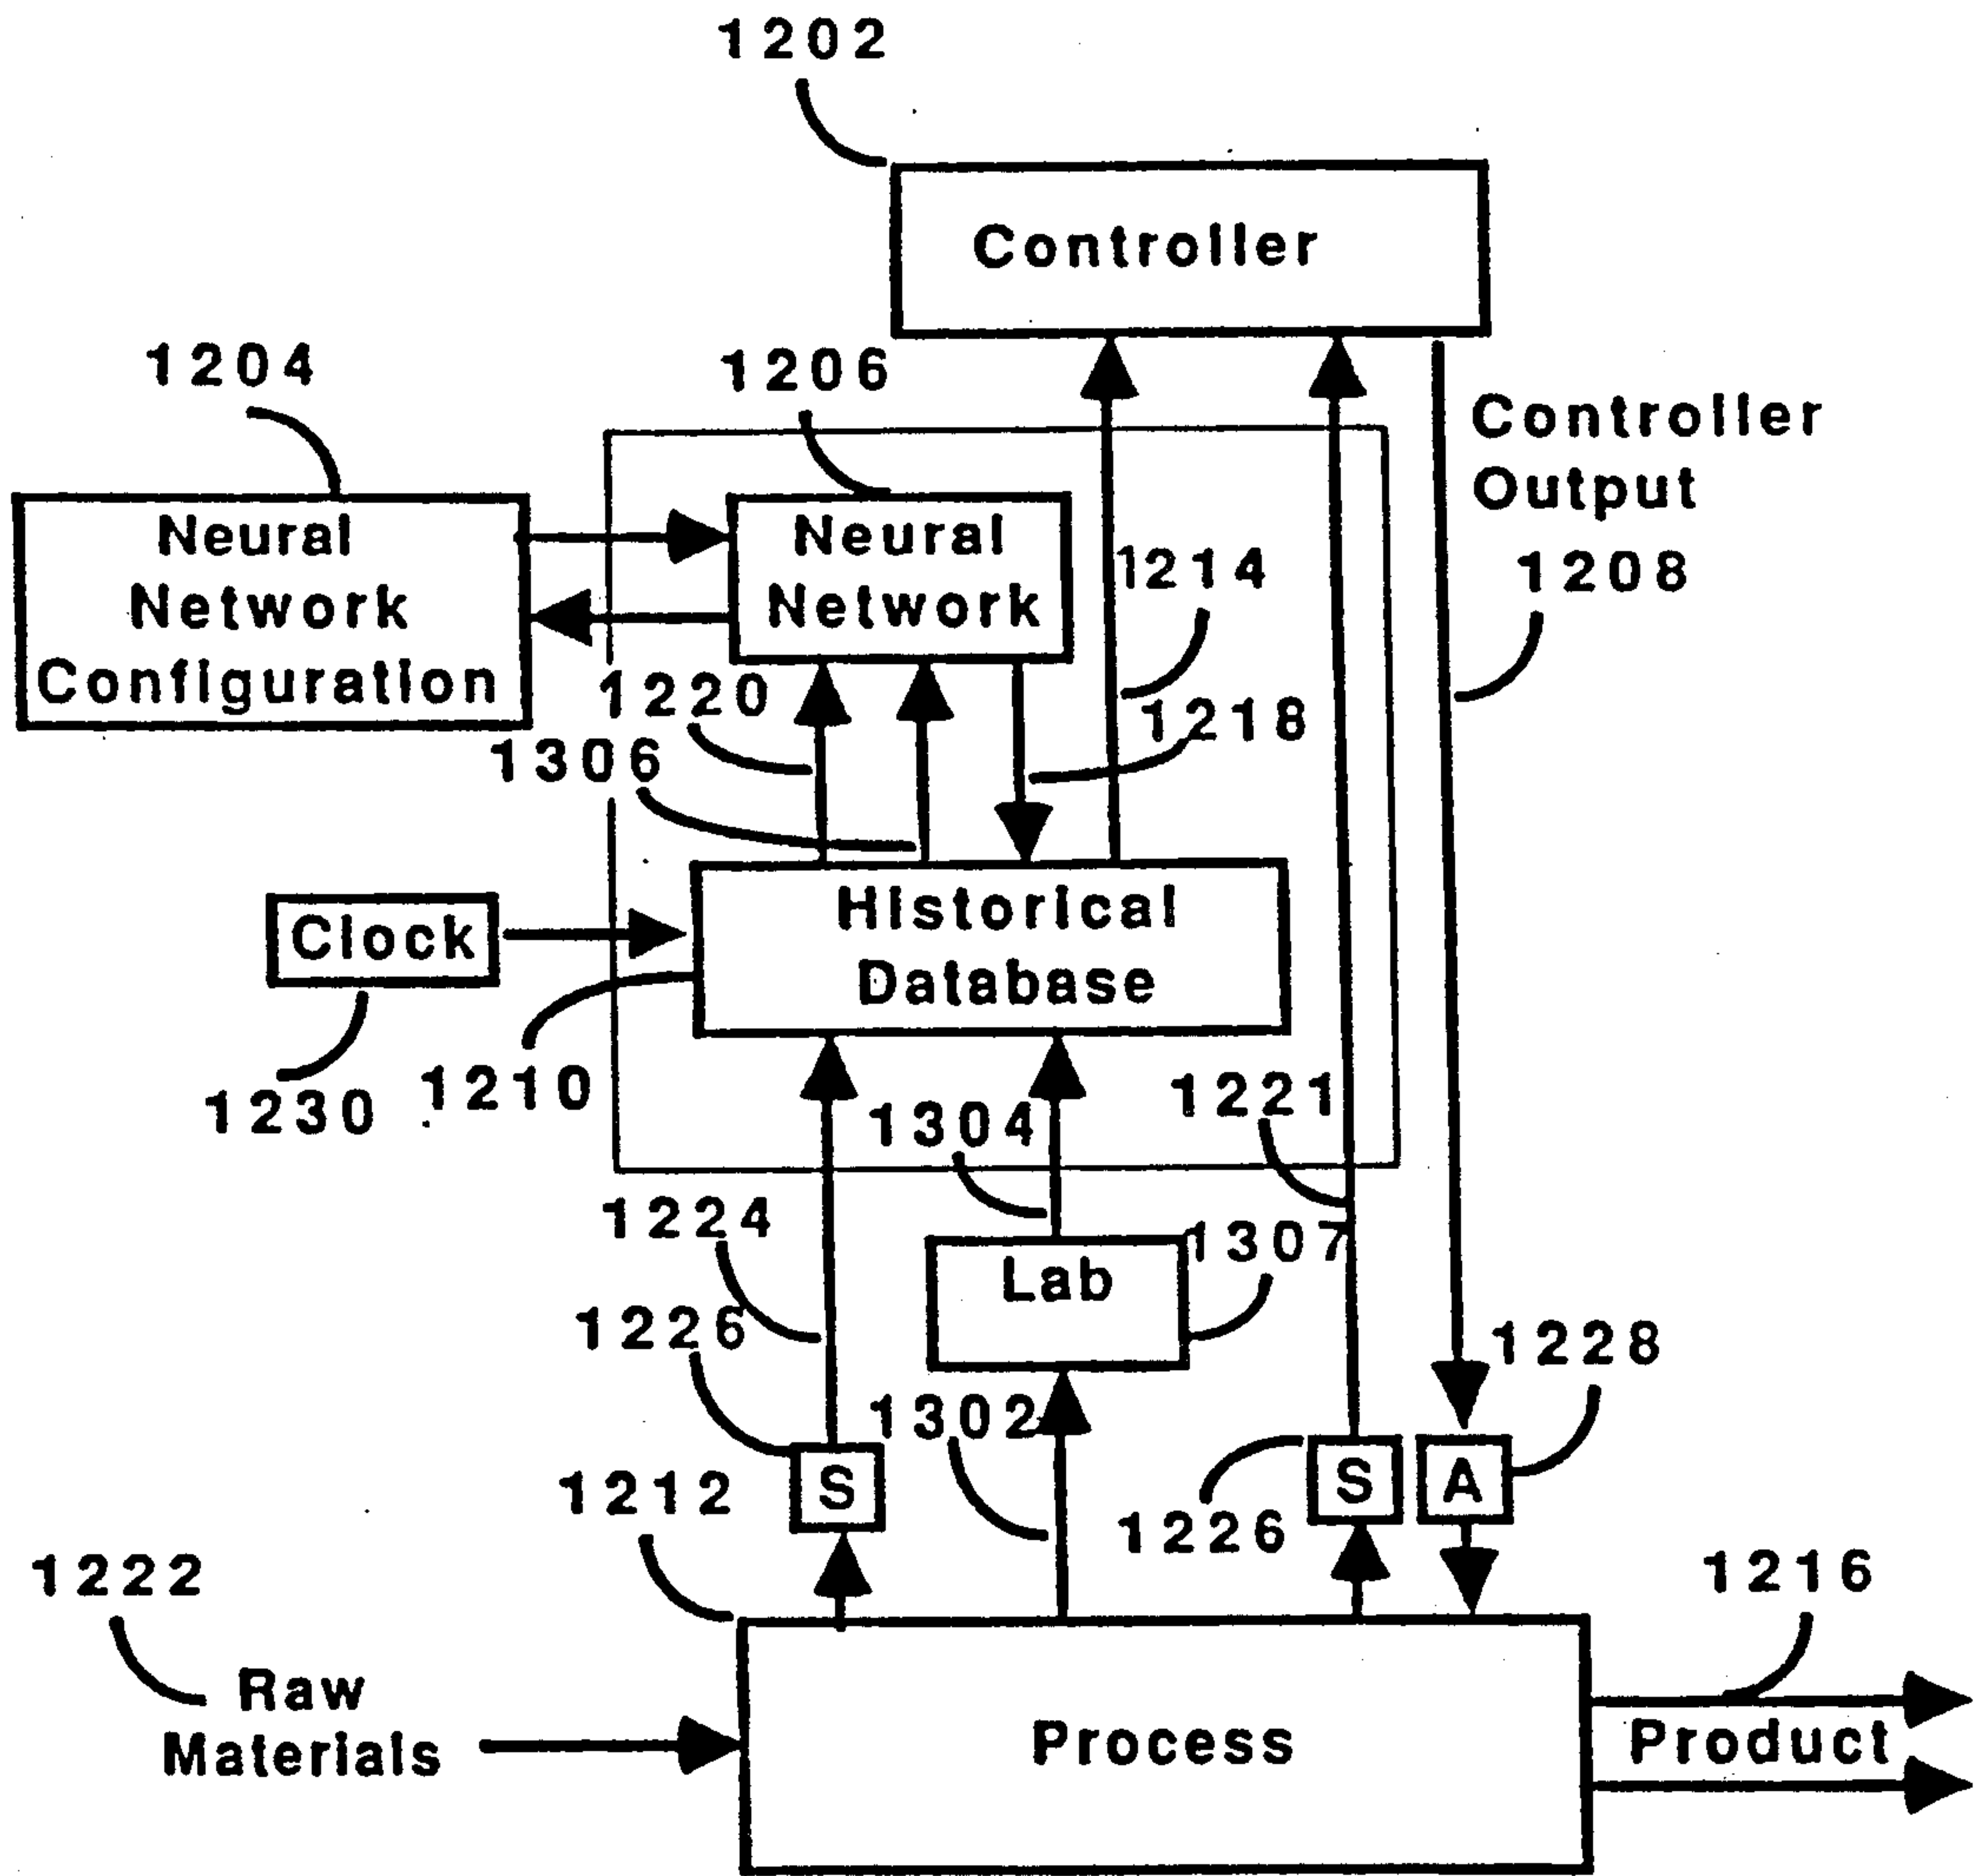 1202
Controller
1204
1206
Controller
Output
1208
Neural
Network
Configuration
Neural
Network
1214
1220
1218
1306
Clock
Historical
Database
1230
1210
1304
1221
1224
1307
Lab
1226
1228
1302
1212
S
S
A
1226
1222
1216
Raw
Materials
Process
Product